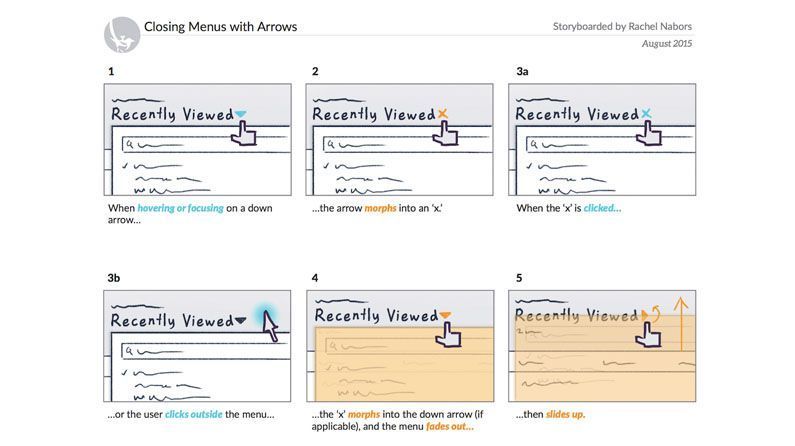 Closing Menus with Arrows
Storyboarded by Rachel Nabors
August 2015
1
2
3a
Recently Viewed
Recently Viewed x
Recently Viewed x
When hovering or focusing on a down
arrow...
...the arrow morphs into an ‘x.’
When the ‘x’ is clicked...
3b
4
5
Recently Viewed
Recently Viewed
Recently Viewed
...or the user clicks outside the menu...
...the ‘x’ morphs into the down arrow (if
applicable), and the menu fades out...
...then slides up.